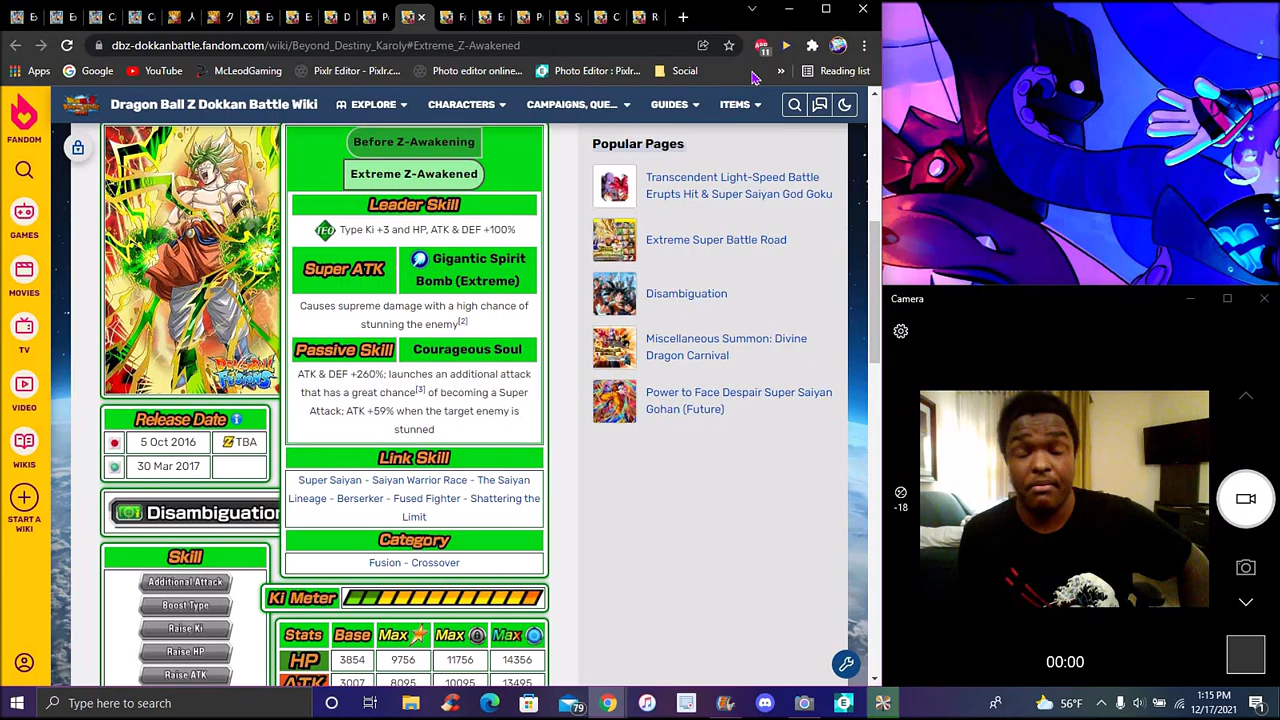 dbz-dokkanbattle.fandom.com/wiki/Beyond_Destiny_Karoly#Extreme_Z-Awakened
11
Apps
Google
YouTube
McLeodGaming
Pixlr Editor - Pixlr.c...
Photo editor online...
Photo Editor : Pixlr...
Social
»
Reading list
FANDOM
Dragon Ball Z Dokkan Battle Wiki
EXPLORE
CHARACTERS
CAMPAIGNS, QUE...
GUIDES
ITEMS
GAMES
MOVIES
TV
VIDEO
WIKIS
START A
WIKI
Before Z-Awakening
Extreme Z-Awakened
Leader Skill
TEQ Type Ki +3 and HP, ATK & DEF +100%
Super ATK
Gigantic Spirit
Bomb (Extreme)
Causes supreme damage with a high chance of
stunning the enemy[2]
Passive Skill
Courageous Soul
ATK & DEF +260%; launches an additional attack
that has a great chance[3] of becoming a Super
Attack; ATK +59% when the target enemy is
stunned
Link Skill
Super Saiyan - Saiyan Warrior Race - The Saiyan
Lineage - Berserker - Fused Fighter - Shattering the
Limit
Category
Fusion - Crossover
Ki Meter
Stats Base Max Max Max
HP 3854 9756 11756 14356
ATK 3007 8095 10095 13495
Release Date
5 Oct 2016 Z TBA
30 Mar 2017
Disambiguation
Skill
Additional Attack
Boost Type
Raise Ki
Raise HP
Raise ATK
Popular Pages
Transcendent Light-Speed Battle
Erupts Hit & Super Saiyan God Goku
Extreme Super Battle Road
Disambiguation
Miscellaneous Summon: Divine
Dragon Carnival
Power to Face Despair Super Saiyan
Gohan (Future)
Camera
-18
00:00
Type here to search
79
56°F
1:15 PM
12/17/2021
1